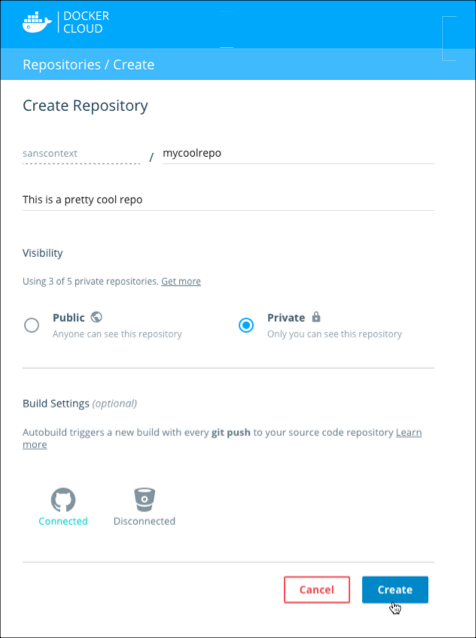 DOCKER
CLOUD
Repositories / Create
Create Repository
sanscontext / mycoolrepo
This is a pretty cool repo
Visibility
Using 3 of 5 private repositories. Get more
Public Private
Anyone can see this repository Only you can see this repository
Build Settings (optional)
Autobuild triggers a new build with every git push to your source code repository Learn
more
Connected Disconnected
Cancel Create